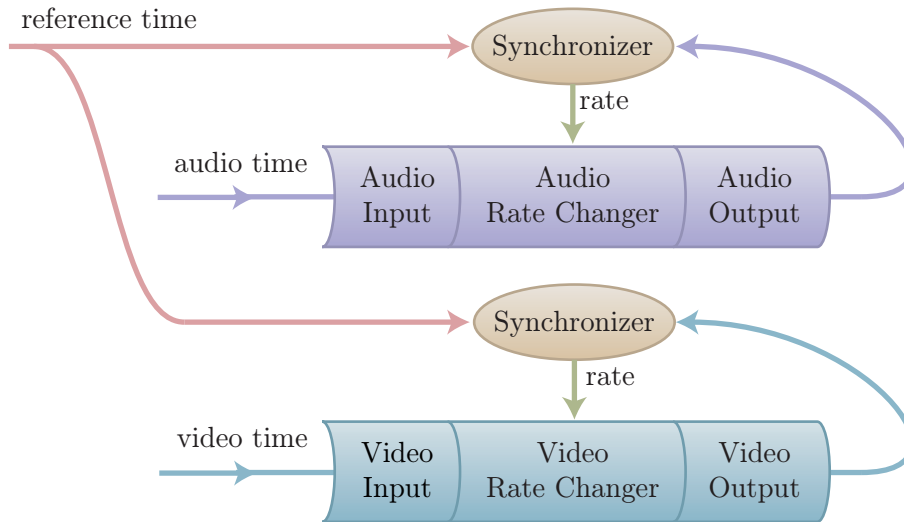 reference time
Synchronizer
rate
audio time
Audio
Input
Audio
Rate Changer
Audio
Output
Synchronizer
rate
video time
Video
Input
Video
Rate Changer
Video
Output